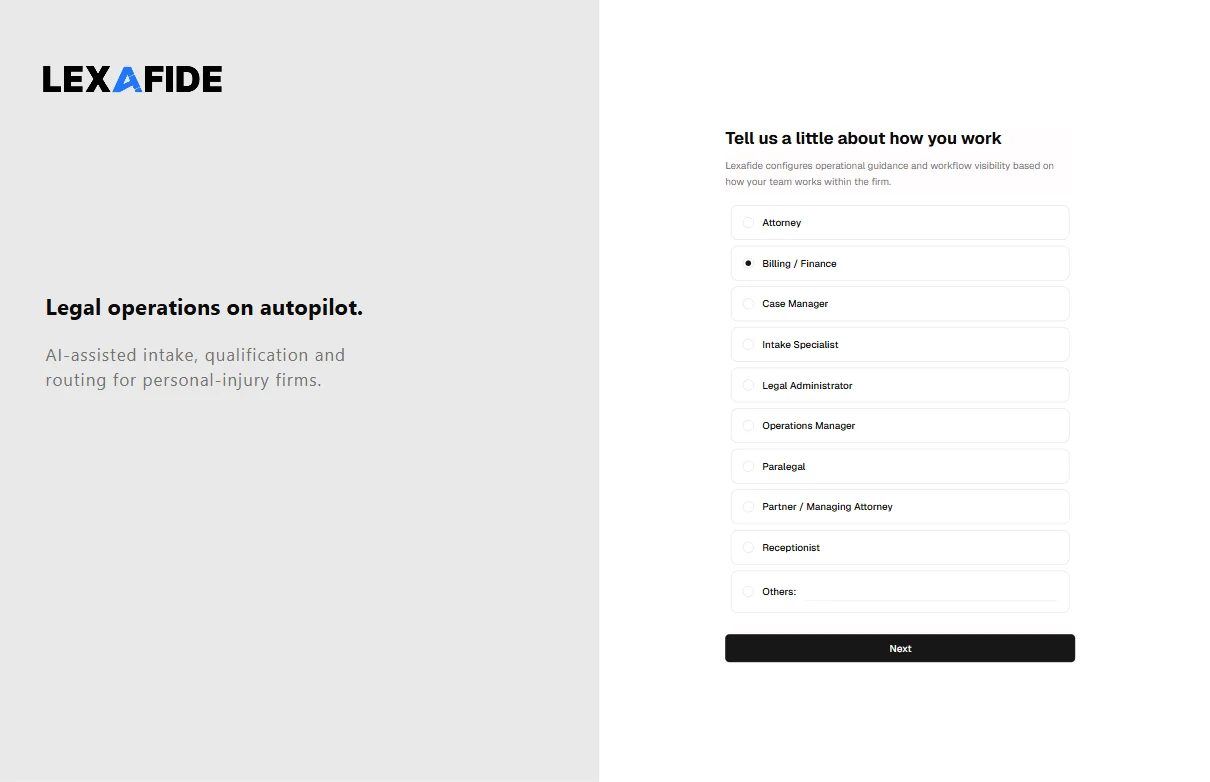 LEXAFIDE
Legal operations on autopilot.
AI-assisted intake, qualification and
routing for personal-injury firms.
Tell us a little about how you work
Lexafide configures operational guidance and workflow visibility based on
how your team works within the firm.
Attorney
Billing / Finance
Case Manager
Intake Specialist
Legal Administrator
Operations Manager
Paralegal
Partner / Managing Attorney
Receptionist
Others:
Next